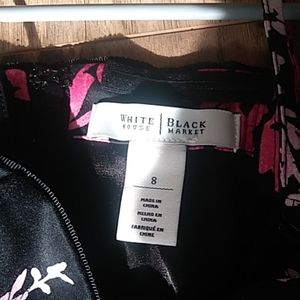 WHITE HOUSE | BLACK MARKET
8
MADE IN
CHINA
HECHO EN
CHINA
FABRIQUÉ EN
CHINE